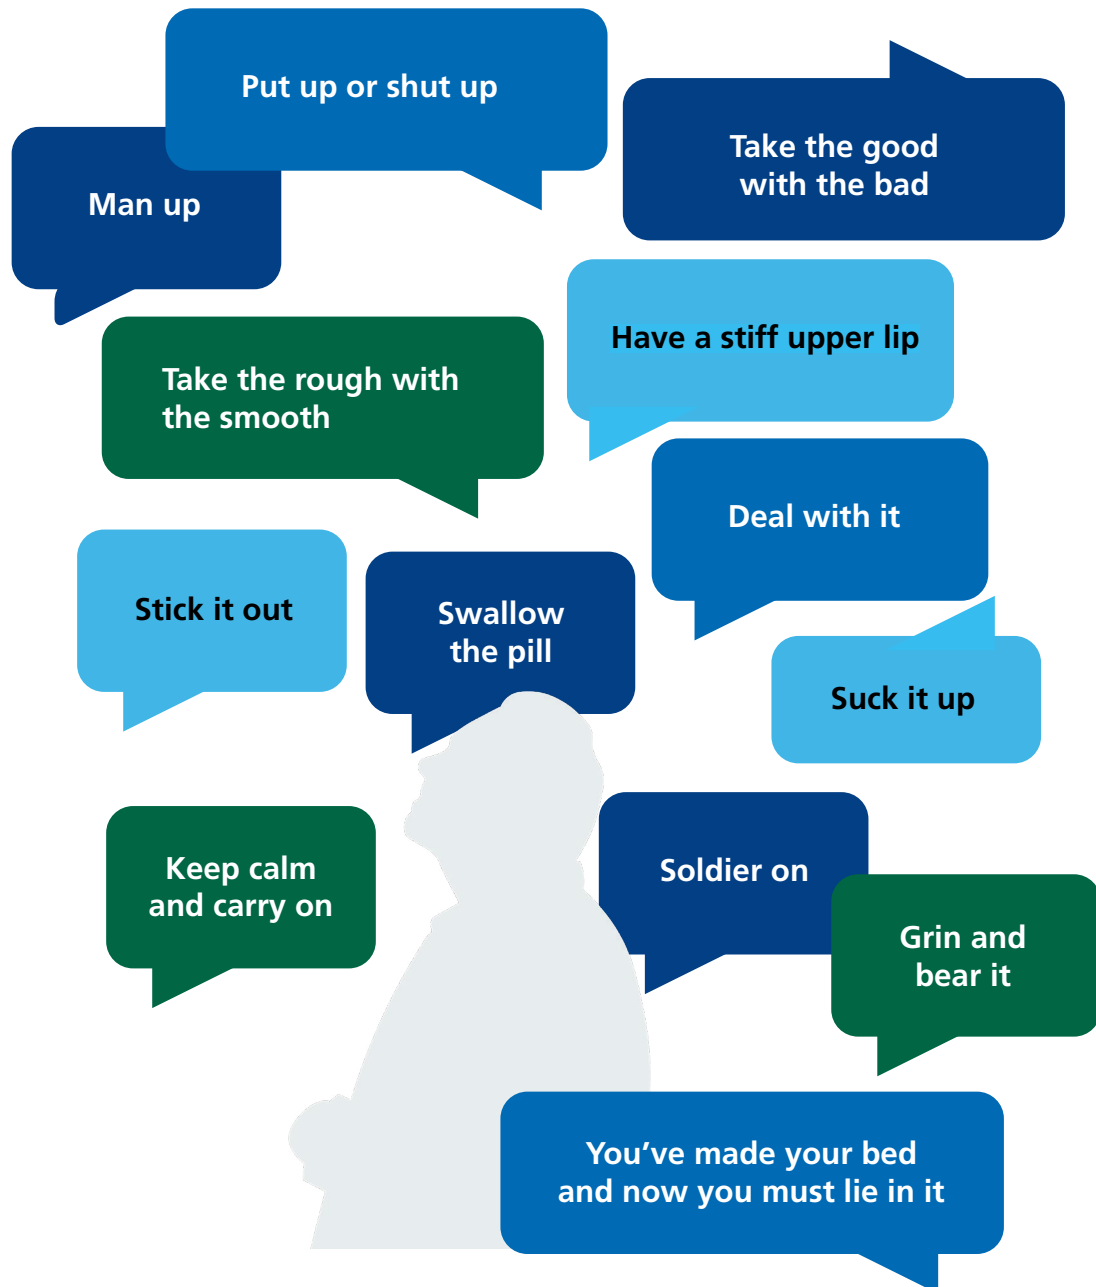 Put up or shut up
Take the good
with the bad
Man up
Have a stiff upper lip
Take the rough with
the smooth
Deal with it
Stick it out
Swallow
the pill
Suck it up
Keep calm
and carry on
Soldier on
Grin and
bear it
You’ve made your bed
and now you must lie in it